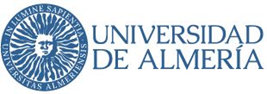 IN LUMINE SAPIENTIA
UNIVERSITAS ALMERIENSIS
UNIVERSIDAD
DE ALMERÍA